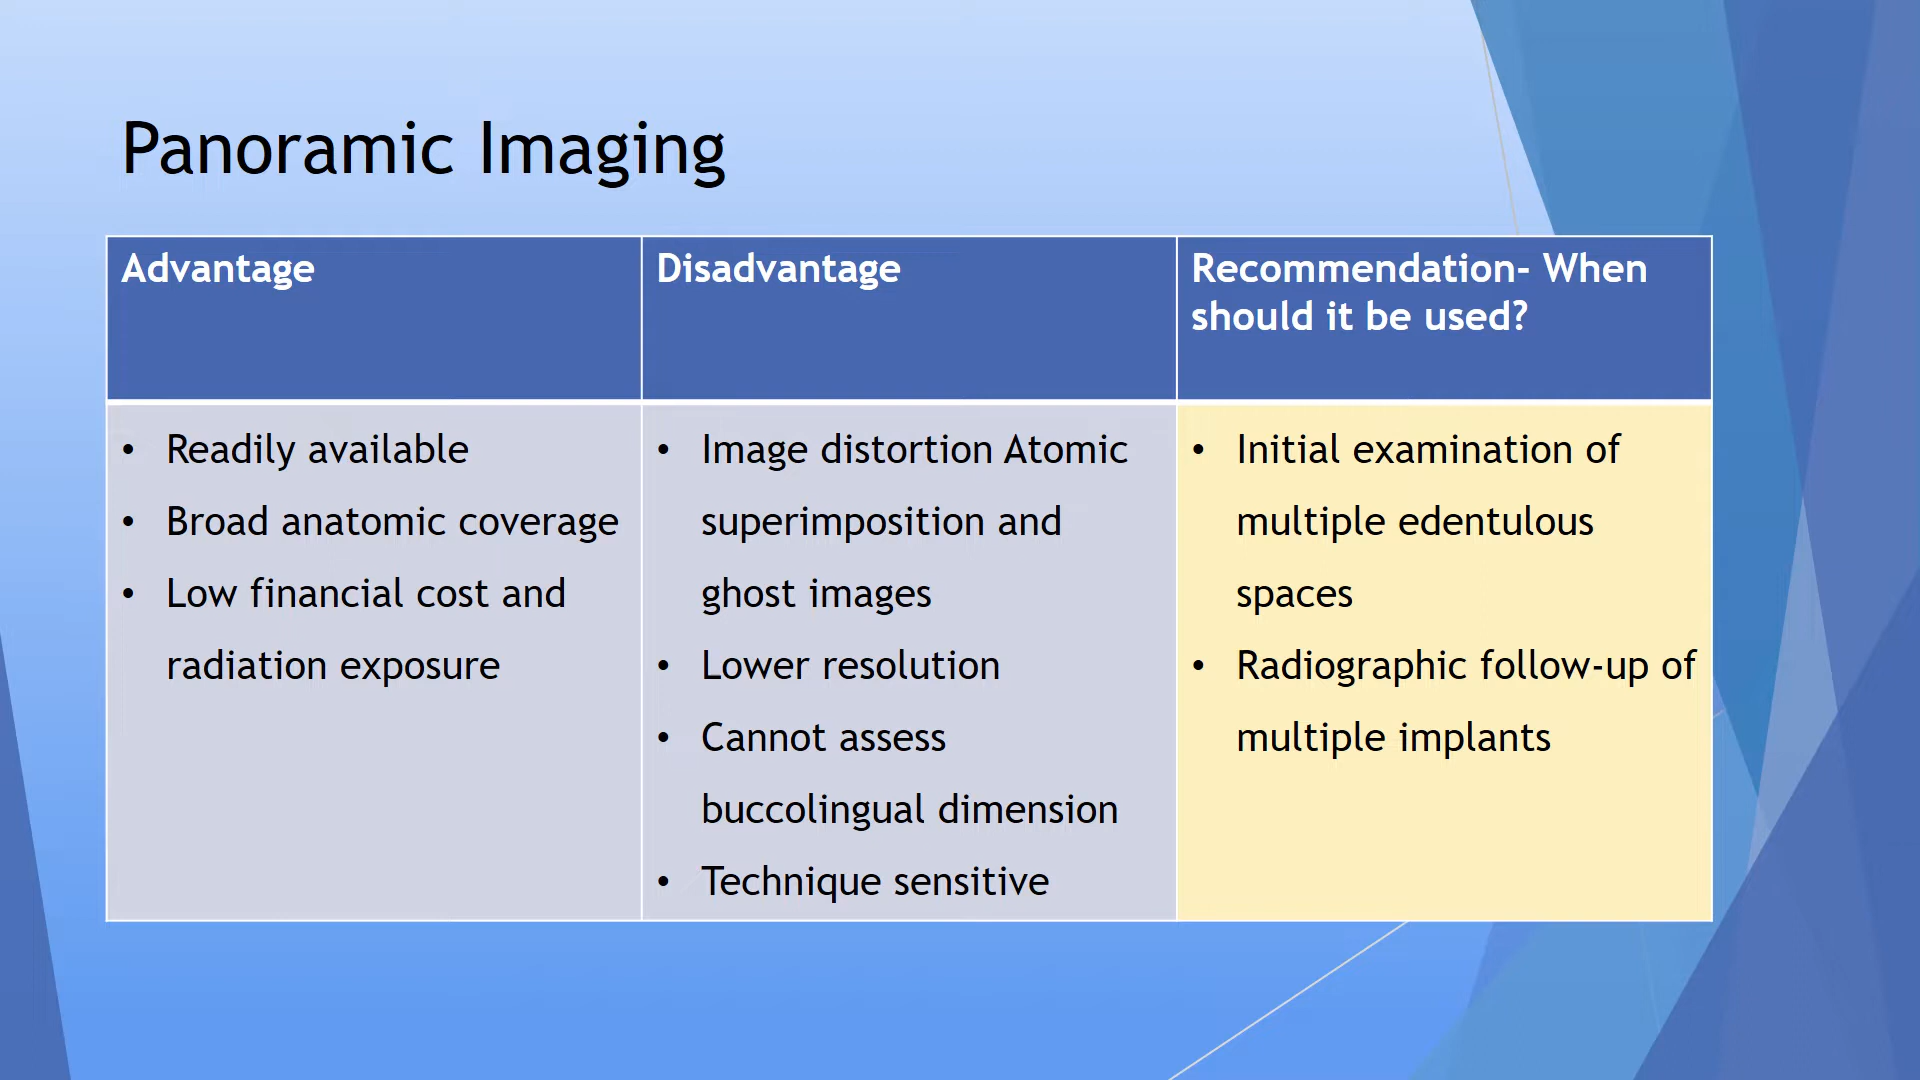 Panoramic Imaging
Advantage
Disadvantage
Recommendation- When
should it be used?
• Readily available
• Broad anatomic coverage
• Low financial cost and
radiation exposure
• Image distortion Atomic
superimposition and
ghost images
• Lower resolution
• Cannot assess
buccolingual dimension
• Technique sensitive
• Initial examination of
multiple edentulous
spaces
• Radiographic follow-up of
multiple implants